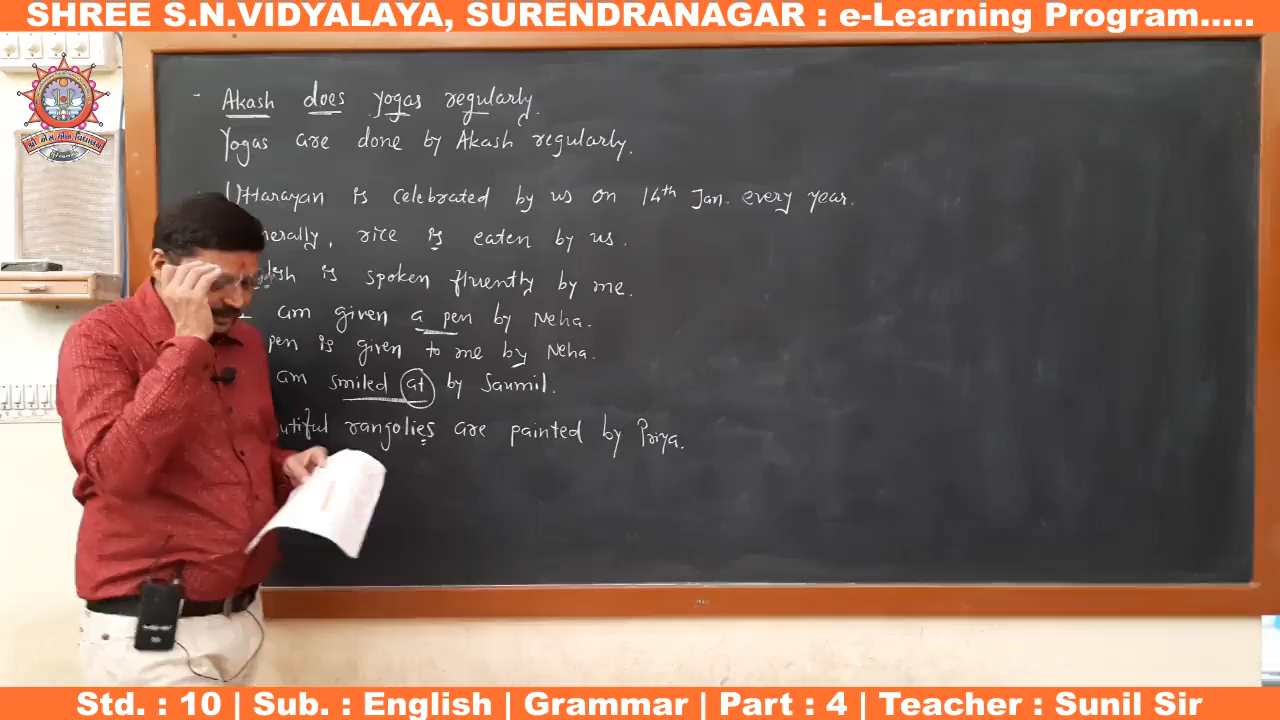 SHREE S.N.VIDYALAYA, SURENDRANAGAR : e-Learning Program.....
Akash does yogas regularly.
Yogas are done by Akash regularly.
Uttarayan is celebrated by us on 14th Jan. every year.
rice is eaten by us.
is spoken fluently by me.
am given a pen by Neha.
pen is given to me by Neha.
am smiled at by Saumil.
rangolies are painted by Priya.
Std. : 10 | Sub. : English | Grammar | Part : 4 | Teacher : Sunil Sir